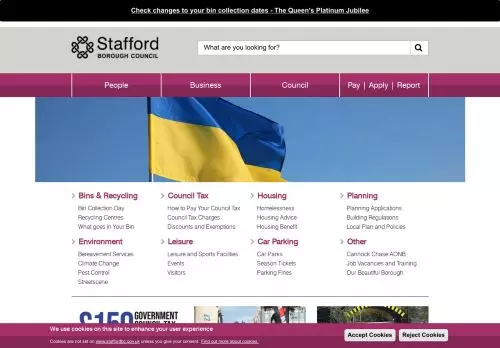 Check changes to your bin collection dates - The Queen's Platinum Jubilee
Stafford
BOROUGH COUNCIL
What are you looking for?
People
Business
Council
Pay | Apply | Report
Bins & Recycling
Bin Collection Day
Recycling Centres
What goes in Your Bin
Council Tax
How to Pay Your Council Tax
Council Tax Charges
Discounts and Exemptions
Housing
Homelessness
Housing Advice
Housing Benefit
Planning
Planning Applications
Building Regulations
Local Plan and Policies
Environment
Bereavement Services
Climate Change
Pest Control
Streetscene
Leisure
Leisure and Sports Facilities
Events
Visitors
Car Parking
Car Parks
Season Tickets
Parking Fines
Other
Cannock Chase AONB
Job Vacancies and Training
Our Beautiful Borough
£150 GOVERNMENT
COUNCIL TAX
We use cookies on this site to enhance your user experience
Cookies are not set on www.staffordbc.gov.uk unless you give your consent. Find out more about cookies.
Accept Cookies
Reject Cookies